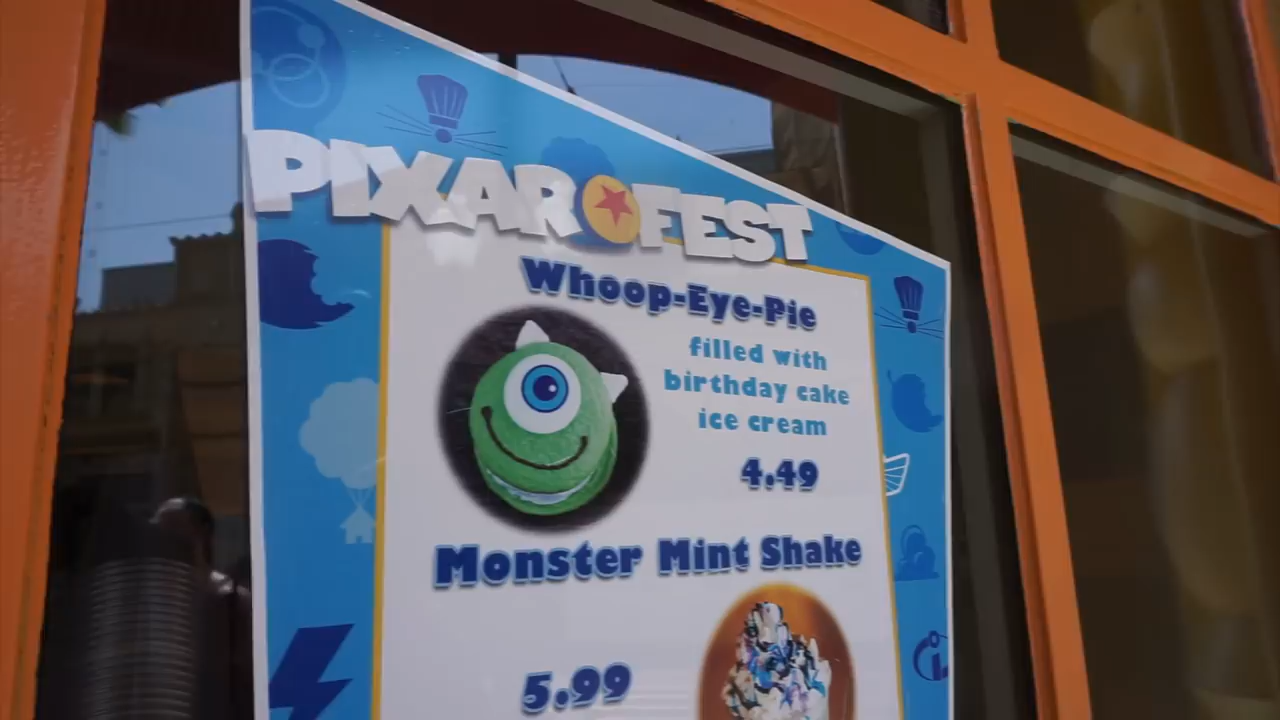 PIXAR FEST
Whoop-Eye-Pie
filled with
birthday cake
ice cream
4.49
Monster Mint Shake
5.99